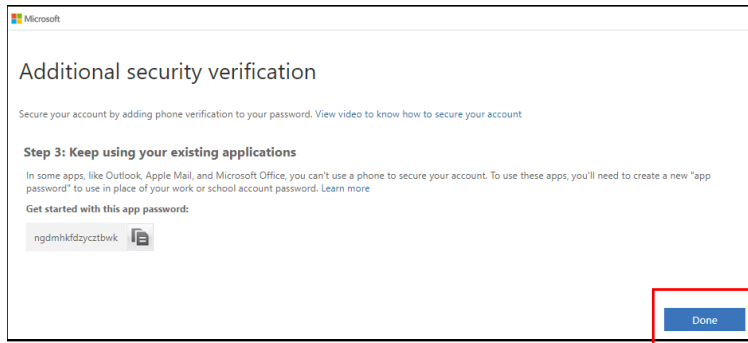 Microsoft
Additional security verification
Secure your account by adding phone verification to your password. View video to know how to secure your account
Step 3: Keep using your existing applications
In some apps, like Outlook, Apple Mail, and Microsoft Office, you can't use a phone to secure your account. To use these apps, you'll need to create a new "app
password" to use in place of your work or school account password. Learn more
Get started with this app password:
ngdmhkfdzycztbwk
Done